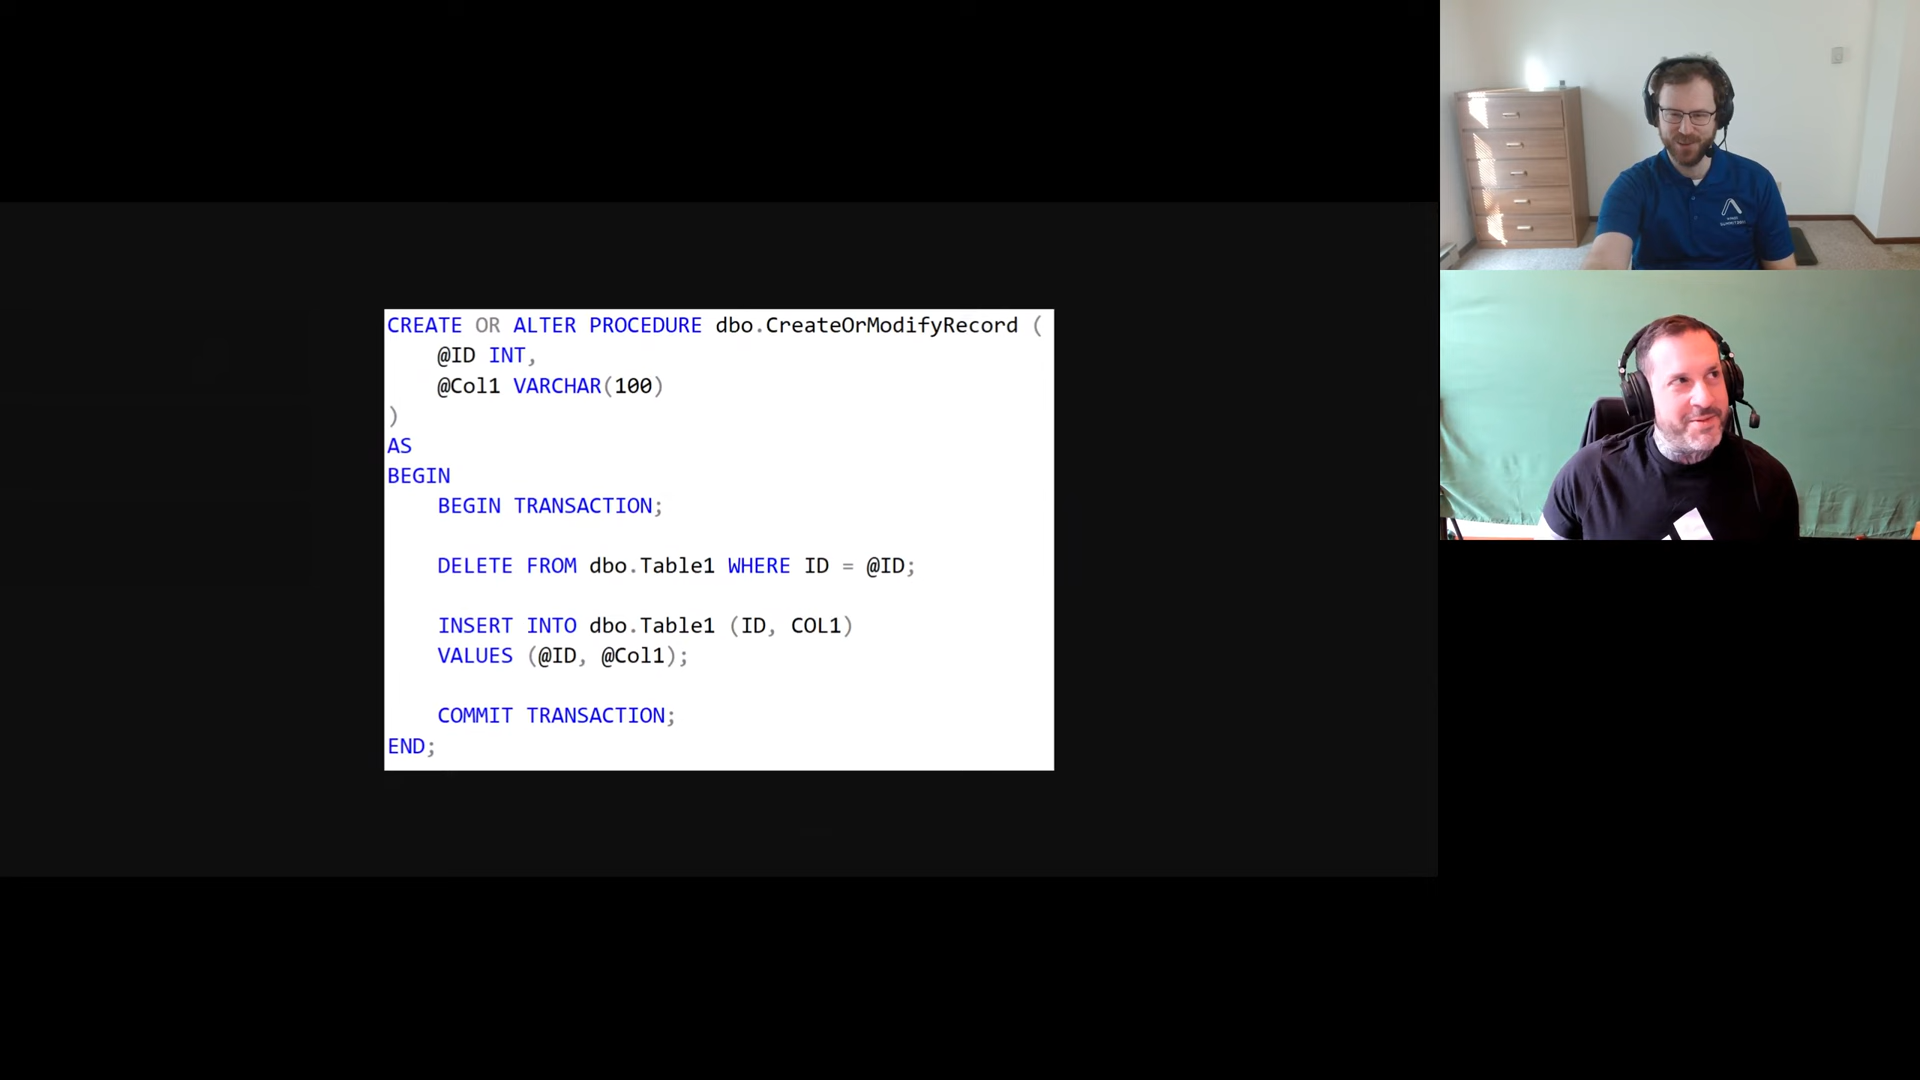 CREATE OR ALTER PROCEDURE dbo.CreateOrModifyRecord (
@ID INT,
@Col1 VARCHAR(100)
)
AS
BEGIN
BEGIN TRANSACTION;
DELETE FROM dbo.Table1 WHERE ID = @ID;
INSERT INTO dbo.Table1 (ID, COL1)
VALUES (@ID, @Col1);
COMMIT TRANSACTION;
END;